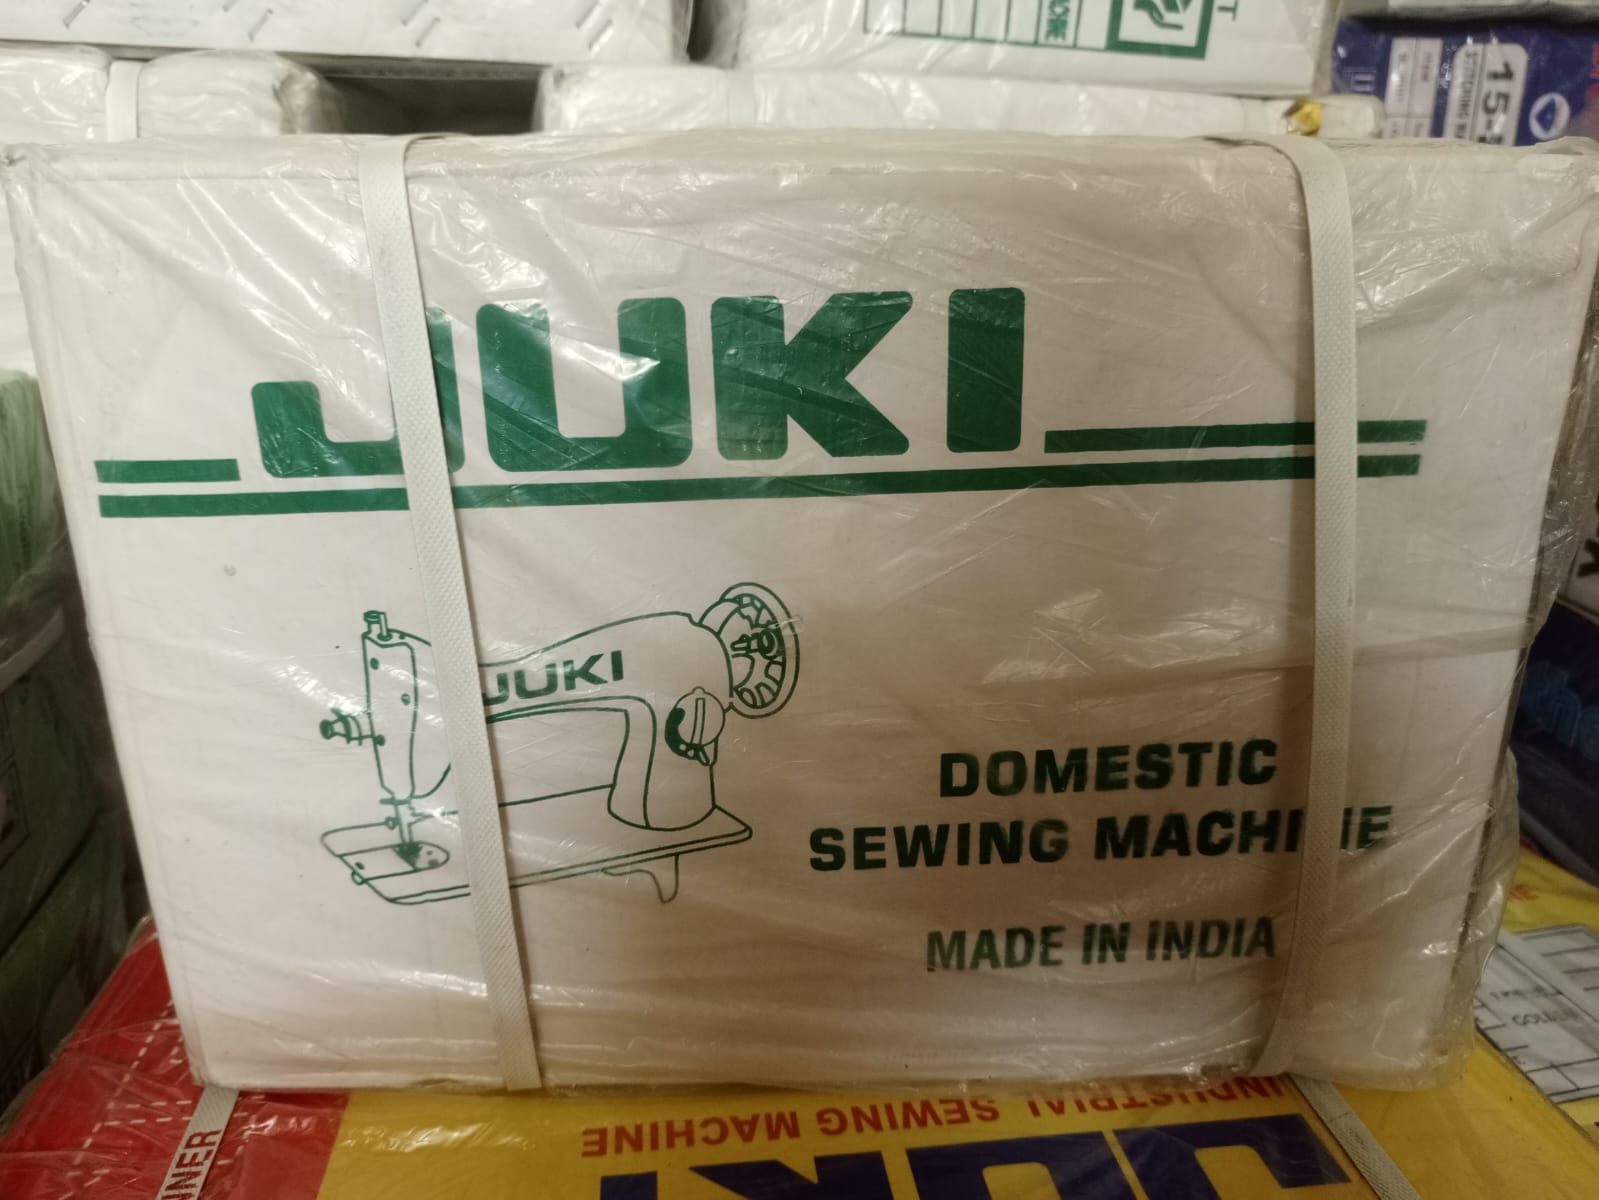 JUKI
JUKI
DOMESTIC
SEWING MACHINE
MADE IN INDIA
INDUSTRIAL SEWING MACHINE